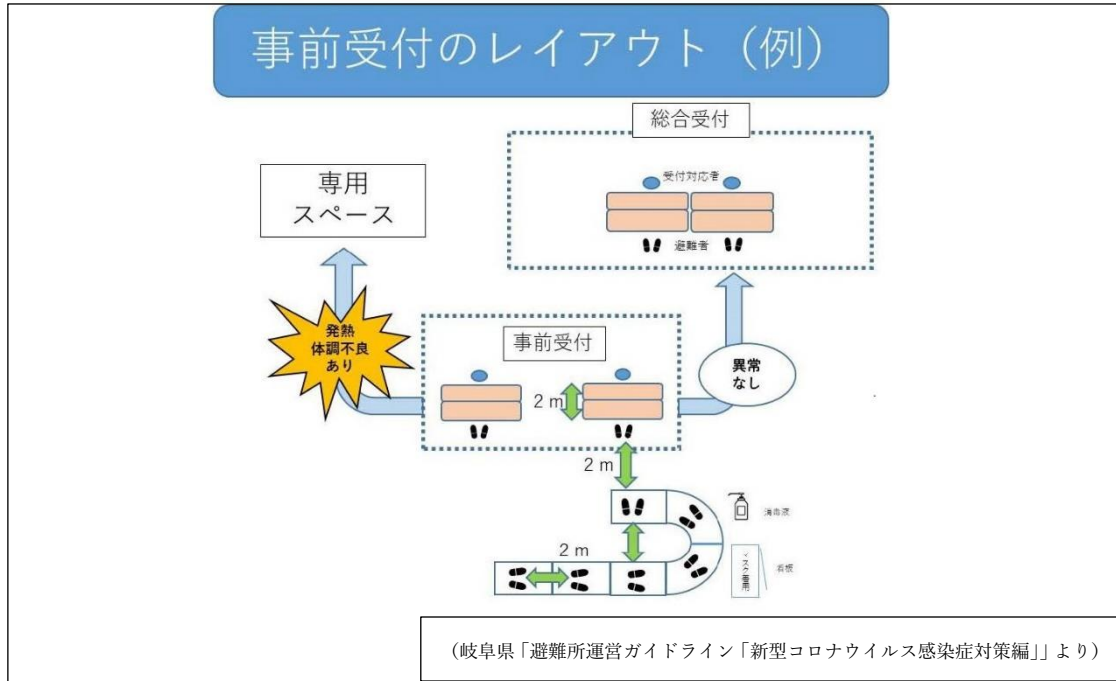 事前受付のレイアウト（例）
総合受付
受付対応者
避難者
専用
スペース
発熱
体調不良
あり
事前受付
異常
なし
2 m
2 m
2 m
消毒液
マスク着用
看板
（岐阜県「避難所運営ガイドライン「新型コロナウイルス感染症対策編」」より）